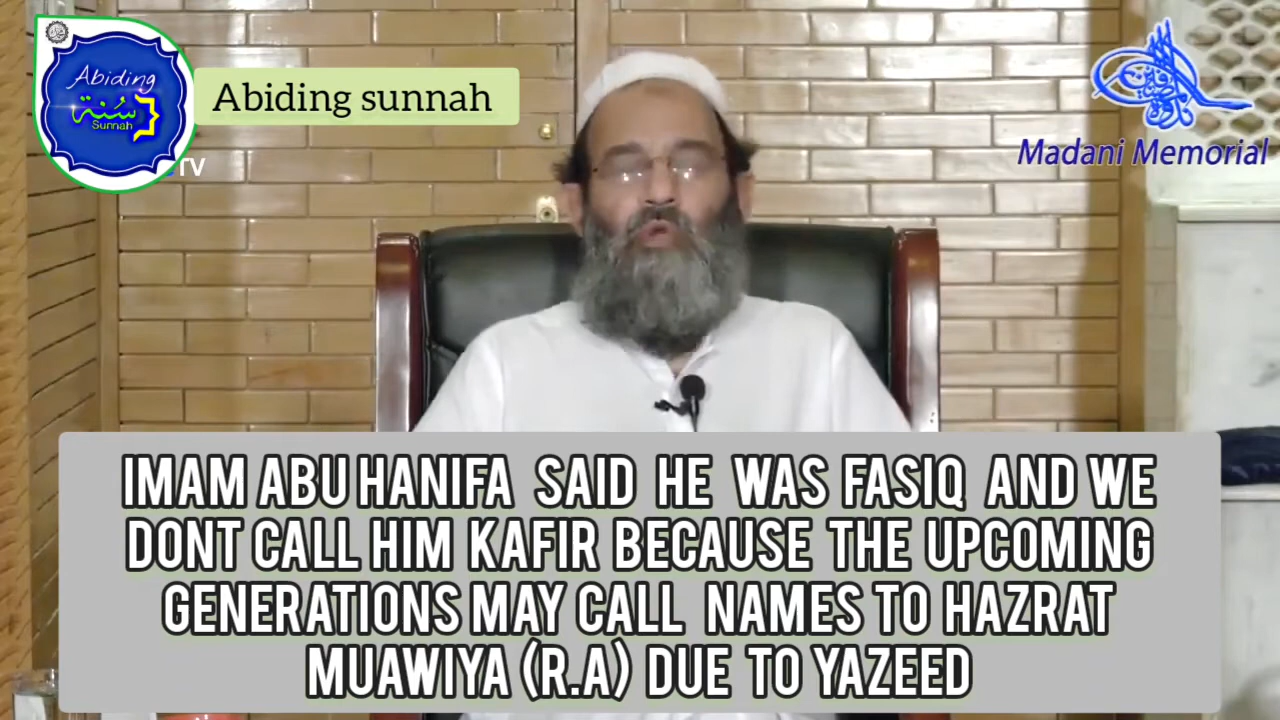 Abiding
سُنة
Sunnah
Abiding sunnah
TV
Madani Memorial
IMAM ABU HANIFA SAID HE WAS FASIQ AND WE
DONT CALL HIM KAFIR BECAUSE THE UPCOMING
GENERATIONS MAY CALL NAMES TO HAZRAT
MUAWIYA (R.A) DUE TO YAZEED